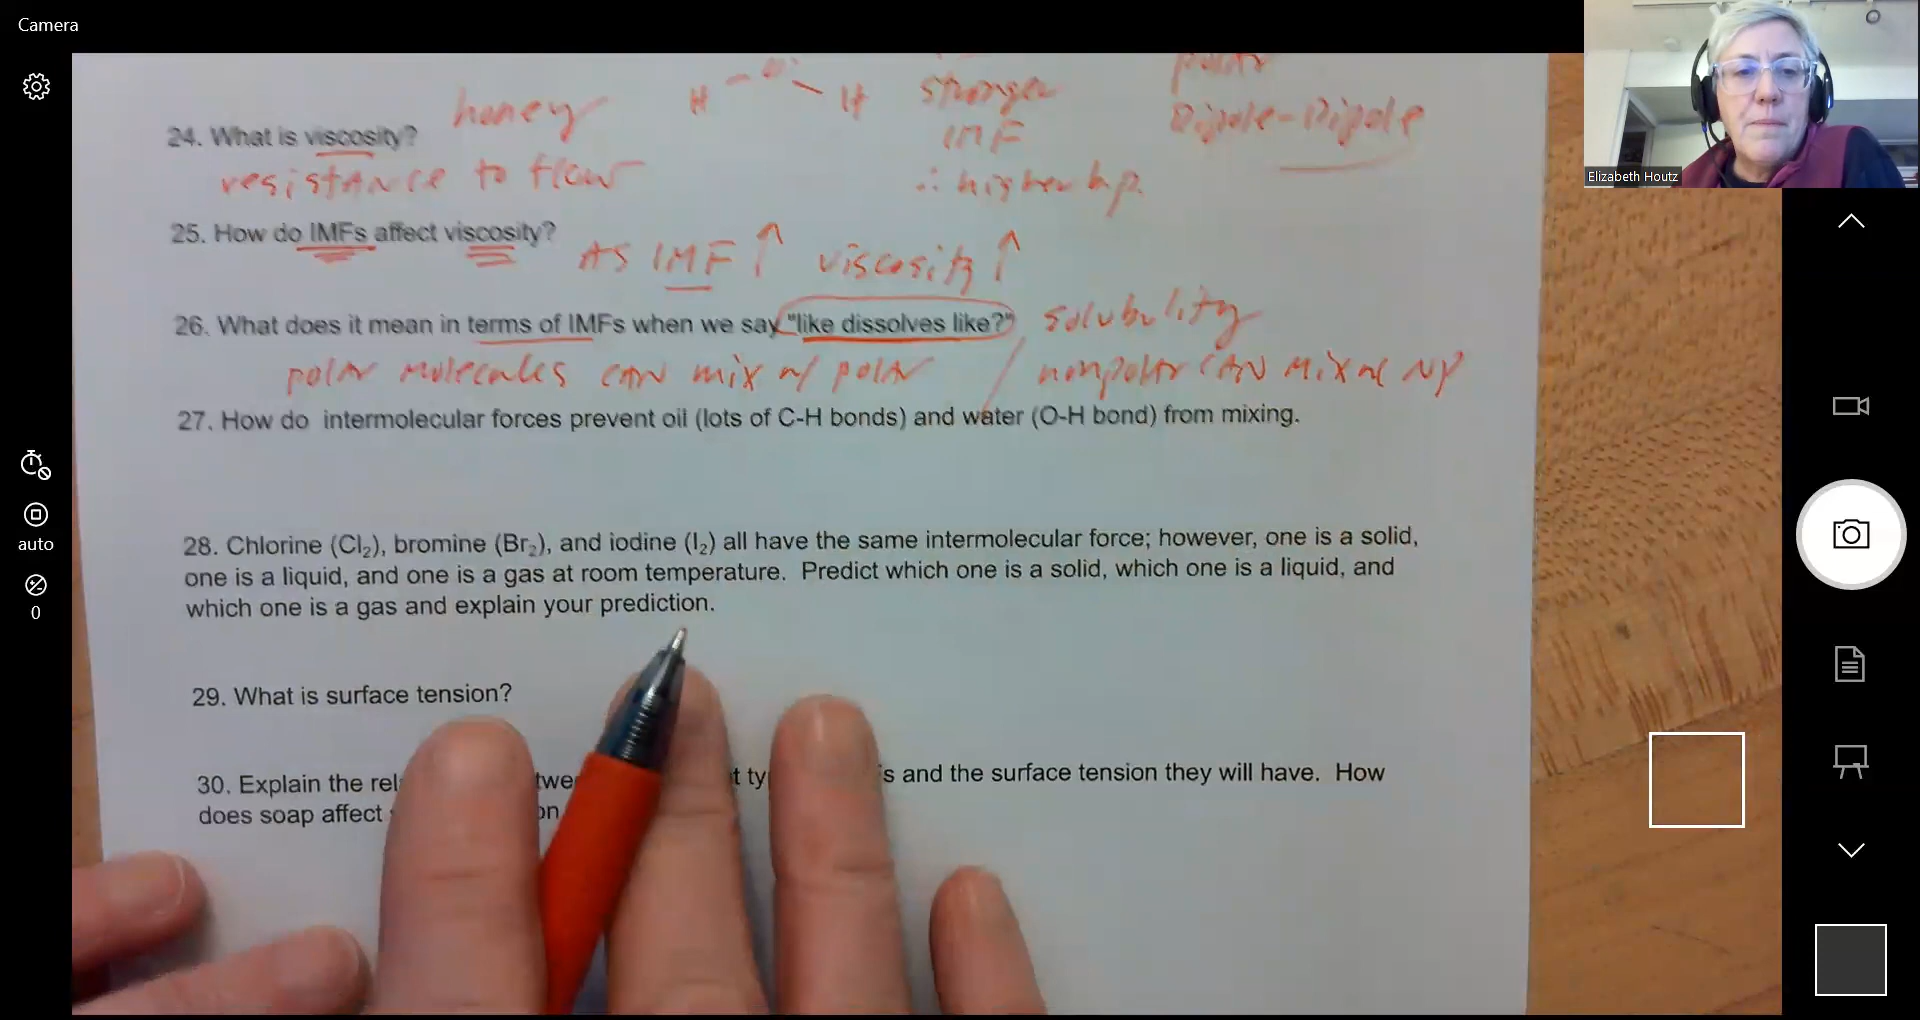 Camera
Elizabeth Houtz
auto
0
H H
stronger
IMF
∴ higher bp.
polar
Dipole-Dipole
24. What is viscosity? honey
resistance to flow
25. How do IMFs affect viscosity? AS IMF ↑ viscosity ↑
26. What does it mean in terms of IMFs when we say "like dissolves like?" solubility
polar molecules can mix w/ polar / nonpolar can mix w NP
27. How do intermolecular forces prevent oil (lots of C-H bonds) and water (O-H bond) from mixing.
28. Chlorine (Cl₂), bromine (Br₂), and iodine (I₂) all have the same intermolecular force; however, one is a solid,
one is a liquid, and one is a gas at room temperature. Predict which one is a solid, which one is a liquid, and
which one is a gas and explain your prediction.
29. What is surface tension?
30. Explain the s and the surface tension they will have. How
does soap affect